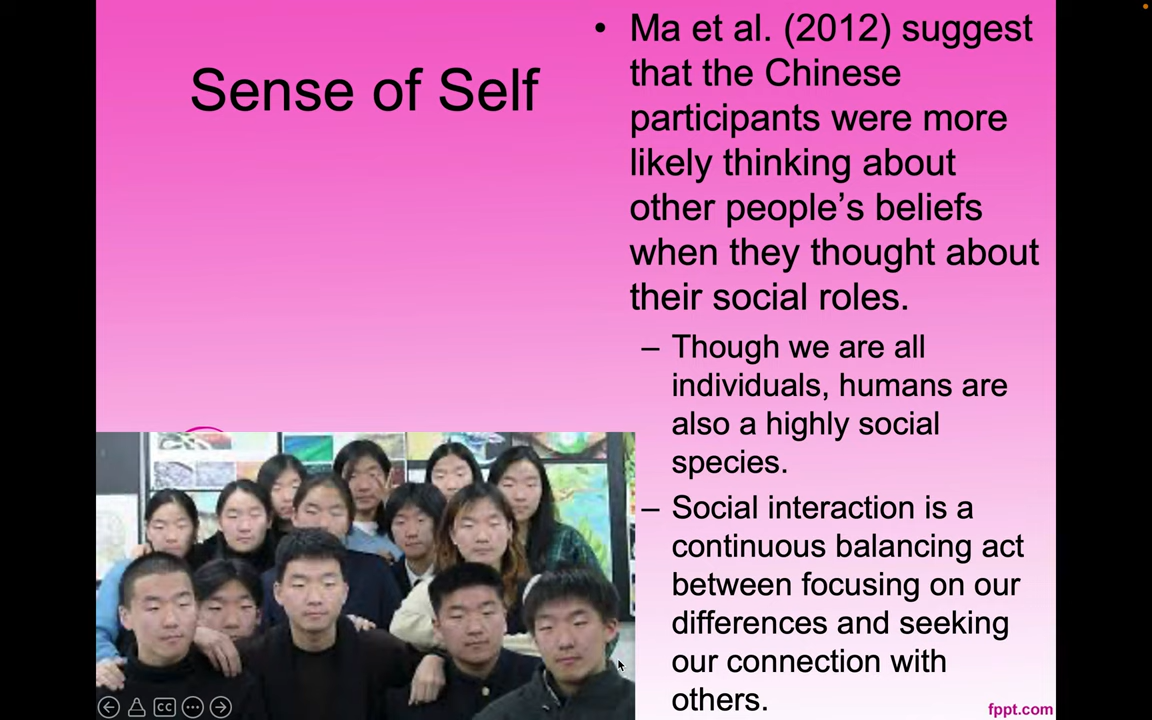 Sense of Self
• Ma et al. (2012) suggest
that the Chinese
participants were more
likely thinking about
other people’s beliefs
when they thought about
their social roles.
– Though we are all
individuals, humans are
also a highly social
species.
– Social interaction is a
continuous balancing act
between focusing on our
differences and seeking
our connection with
others.
CC
fppt.com